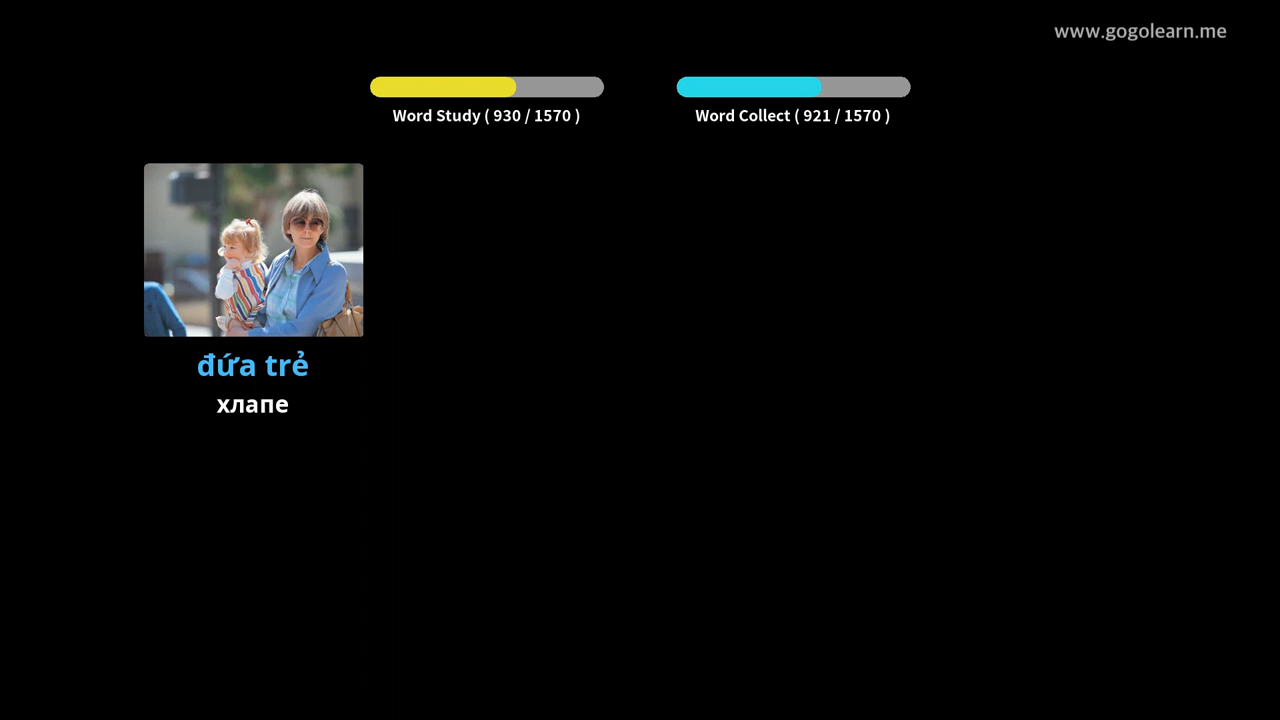 www.gogolearn.me
Word Study ( 930 / 1570 )
Word Collect ( 921 / 1570 )
đứa trẻ
хлапе